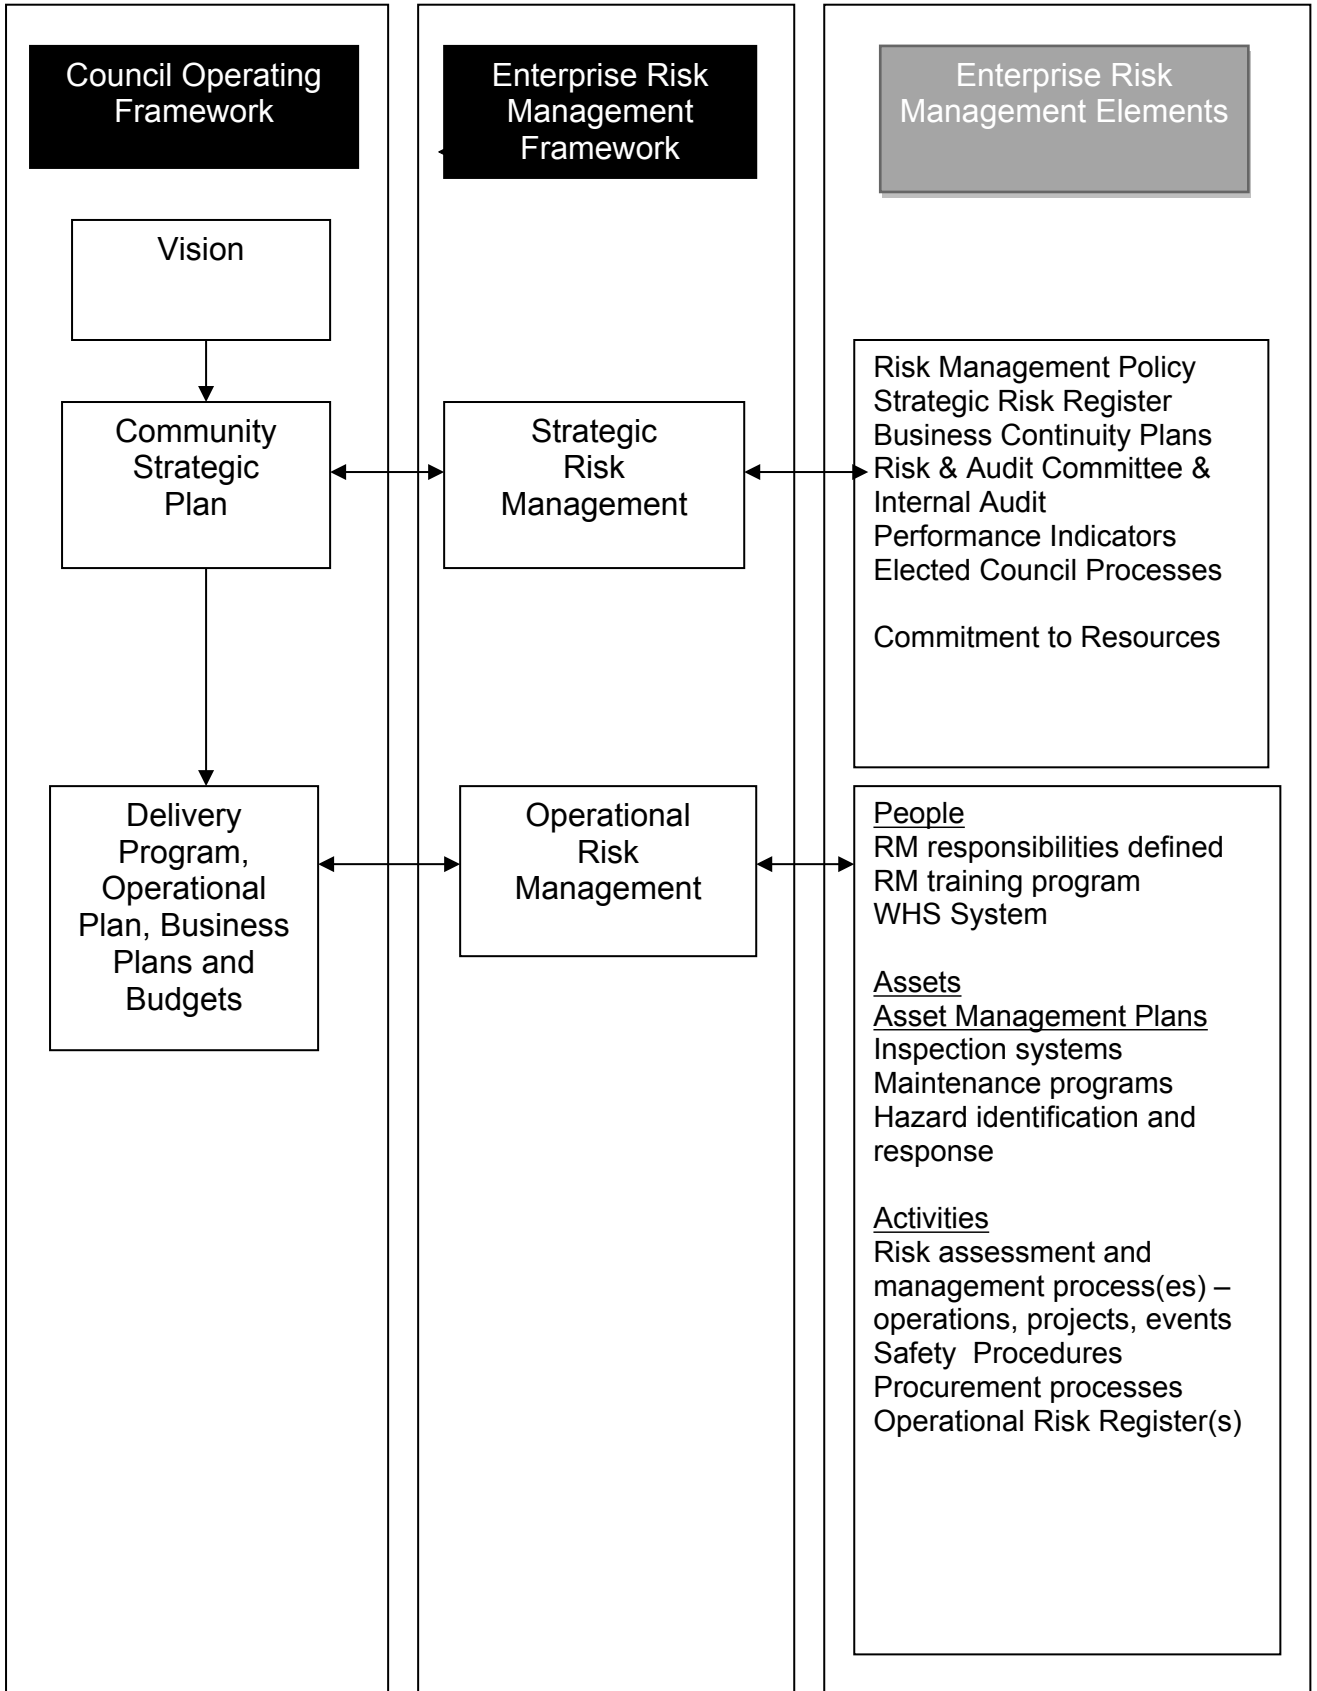 Council Operating
Framework
Enterprise Risk
Management
Framework
Enterprise Risk
Management Elements
Vision
Community
Strategic
Plan
Strategic
Risk
Management
Risk Management Policy
Strategic Risk Register
Business Continuity Plans
Risk & Audit Committee &
Internal Audit
Performance Indicators
Elected Council Processes
Commitment to Resources
Delivery
Program,
Operational
Plan, Business
Plans and
Budgets
Operational
Risk
Management
People
RM responsibilities defined
RM training program
WHS System
Assets
Asset Management Plans
Inspection systems
Maintenance programs
Hazard identification and
response
Activities
Risk assessment and
management process(es) –
operations, projects, events
Safety  Procedures
Procurement processes
Operational Risk Register(s)